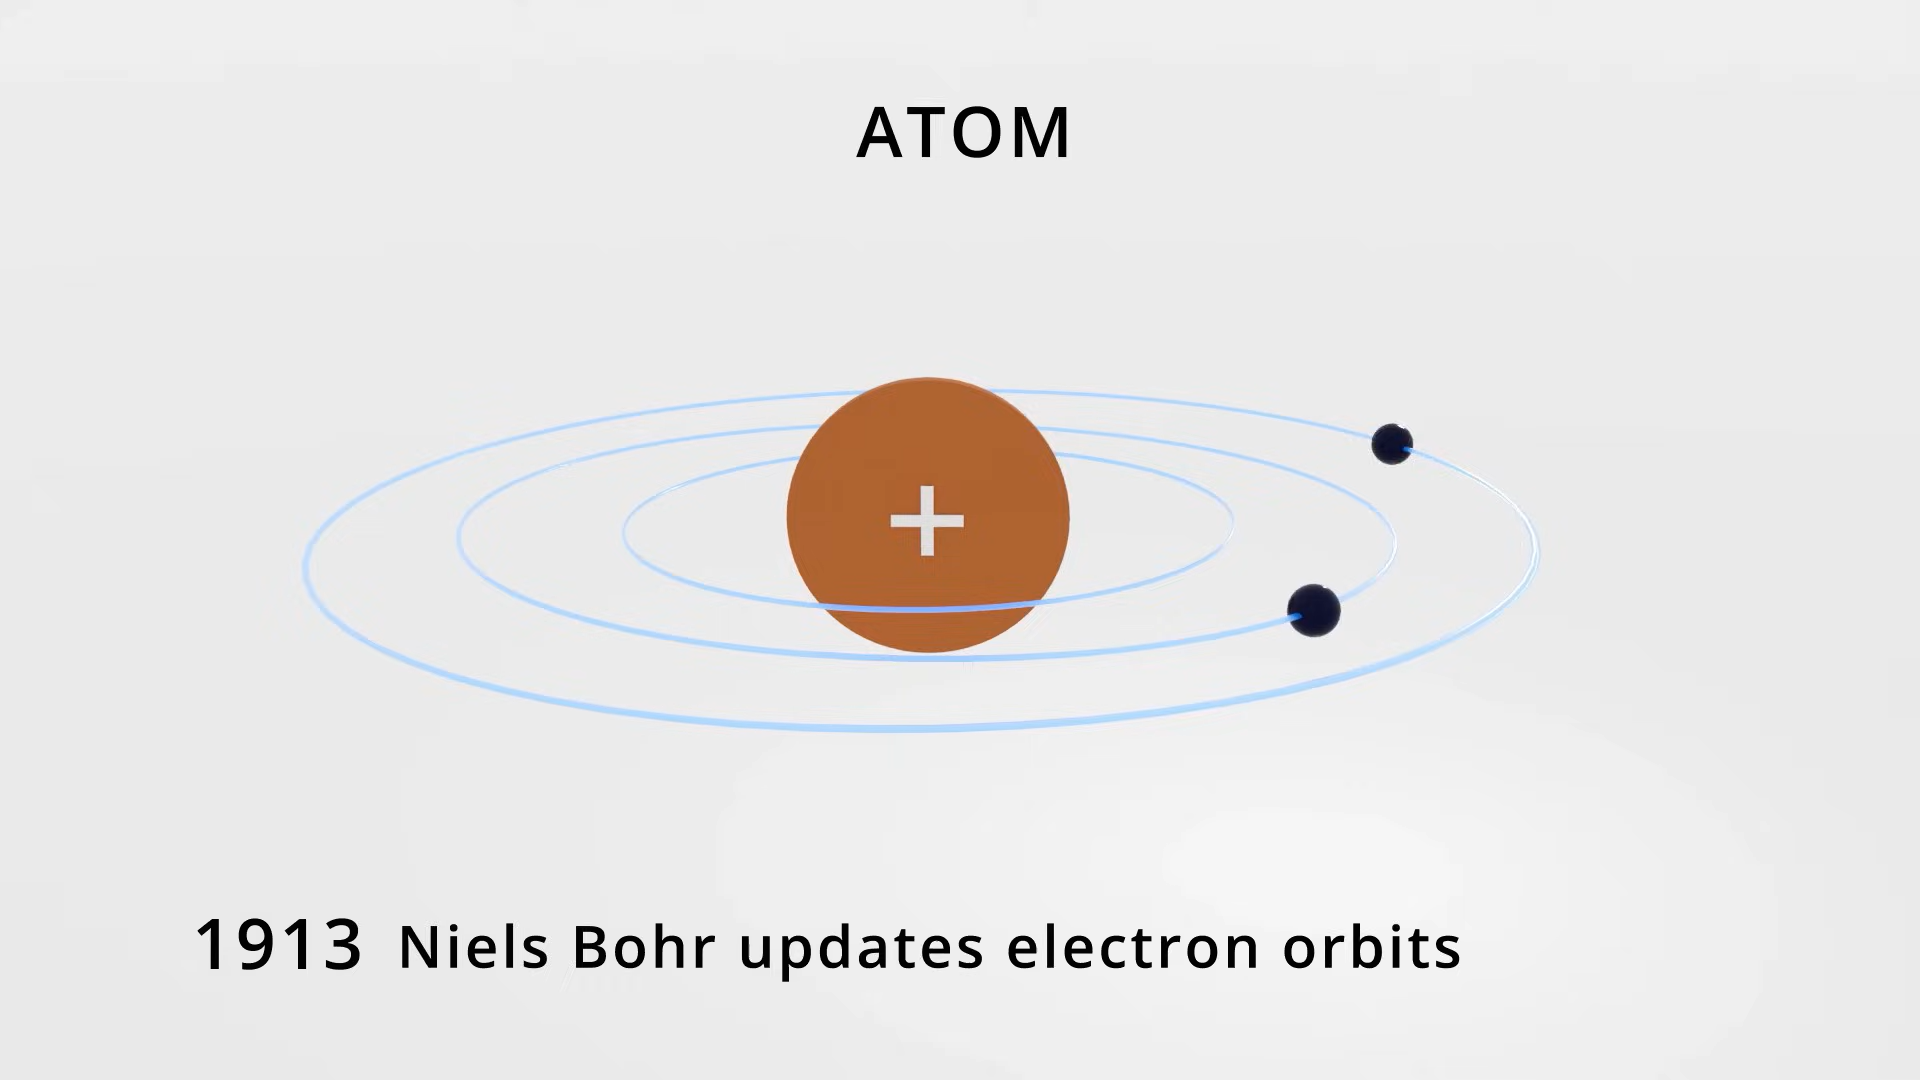 ATOM
+
1913 Niels Bohr updates electron orbits